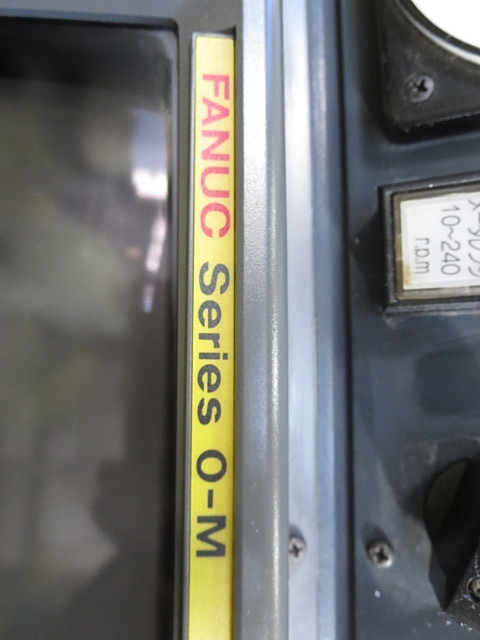 FANUC Series O-M
10~240
r.p.m